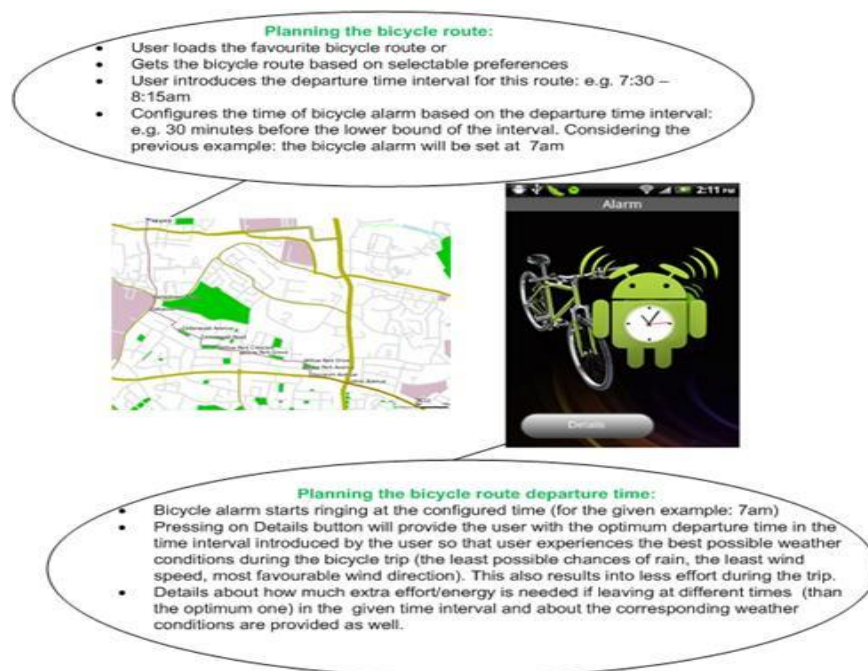 Planning the bicycle route:
• User loads the favourite bicycle route or
• Gets the bicycle route based on selectable preferences
• User introduces the departure time interval for this route: e.g. 7:30 –
8:15am
• Configures the time of bicycle alarm based on the departure time interval:
e.g. 30 minutes before the lower bound of the interval. Considering the
previous example: the bicycle alarm will be set at 7am
2:11 PM
Alarm
Details
Planning the bicycle route departure time:
• Bicycle alarm starts ringing at the configured time (for the given example: 7am)
• Pressing on Details button will provide the user with the optimum departure time in the
time interval introduced by the user so that user experiences the best possible weather
conditions during the bicycle trip (the least possible chances of rain, the least wind
speed, most favourable wind direction). This also results into less effort during the trip.
• Details about how much extra effort/energy is needed if leaving at different times (than
the optimum one) in the given time interval and about the corresponding weather
conditions are provided as well.